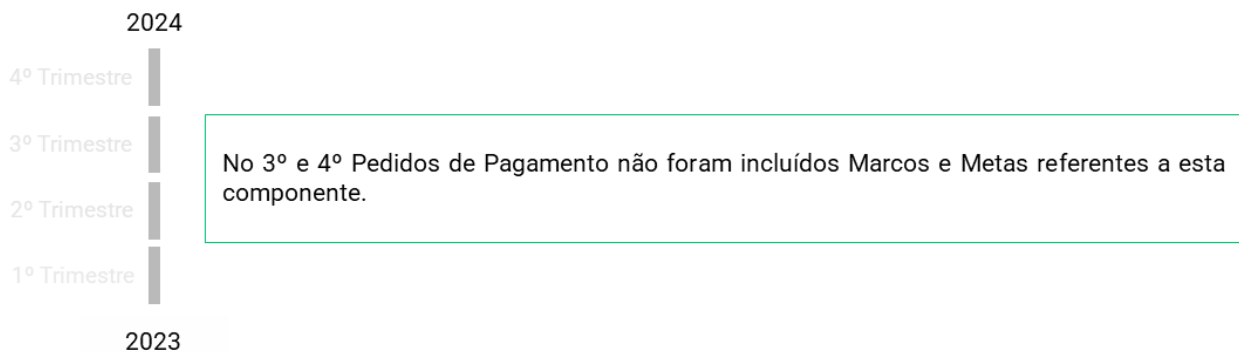 2024
4º Trimestre
3º Trimestre
No 3º e 4º Pedidos de Pagamento não foram incluídos Marcos e Metas referentes a esta
componente.
2º Trimestre
1º Trimestre
2023